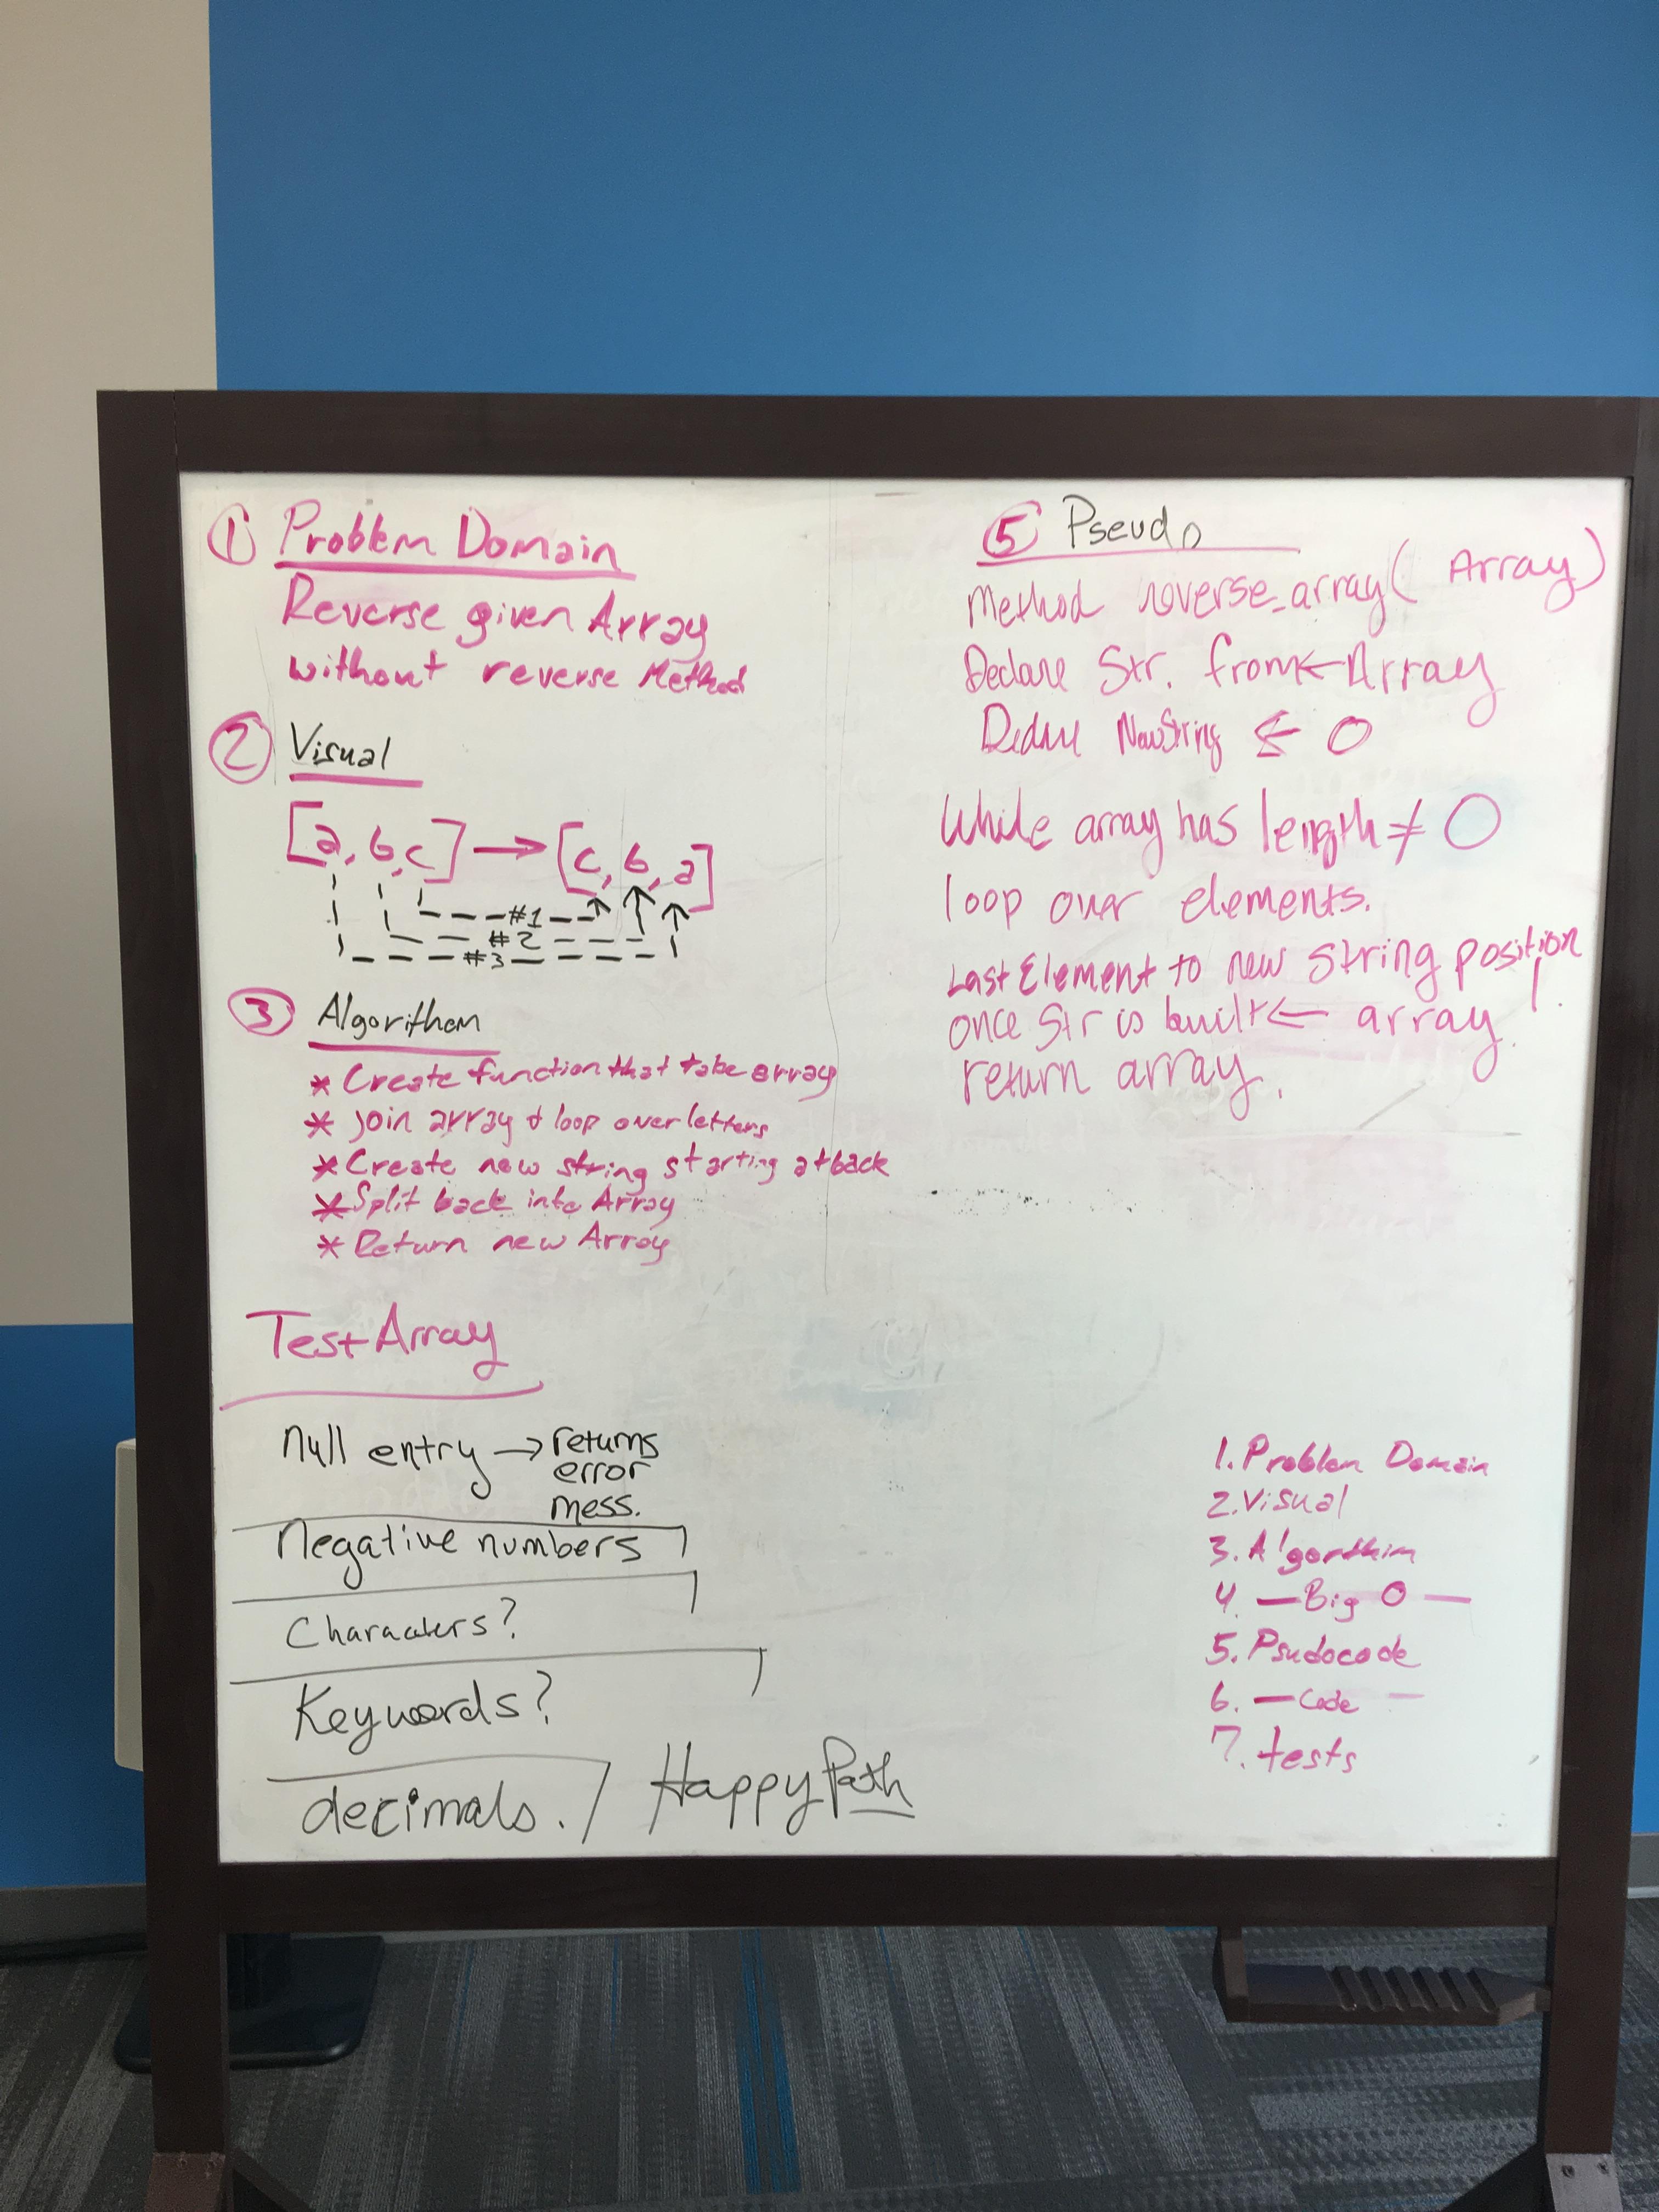 ① Problem Domain
Reverse given Array
without reverse Method
② Visual
[a, b, c] → [c, b, a]
#1
#2
#3
③ Algorithem
* Create function that take array
* join array + loop over letters
* Create new string starting at back
* Split back into Array
* Return new Array
Test Array
null entry → returns
error
mess.
Negative numbers
Characters?
Keywords?
decimals. / Happy Path
⑤ Pseudo
Method reverse_array( Array)
Declare Str. from ← Array
NewString ← 0
While array has length ≠ 0
loop over elements.
Last Element to new String position
once Str is built ← array
return array.
1. Problem Domain
2. Visual
3. Algorthim
4. — Big O —
5. Psudocode
6. — Code —
7. tests